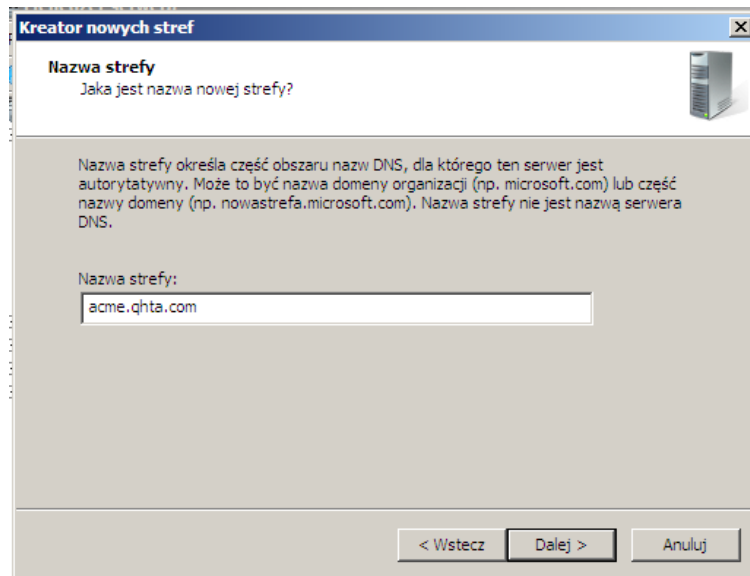 Kreator nowych stref
Nazwa strefy
Jaka jest nazwa nowej strefy?
Nazwa strefy określa część obszaru nazw DNS, dla którego ten serwer jest
autorytatywny. Może to być nazwa domeny organizacji (np. microsoft.com) lub część
nazwy domeny (np. nowastrefa.microsoft.com). Nazwa strefy nie jest nazwą serwera
DNS.
Nazwa strefy:
acme.qhta.com
< Wstecz Dalej > Anuluj